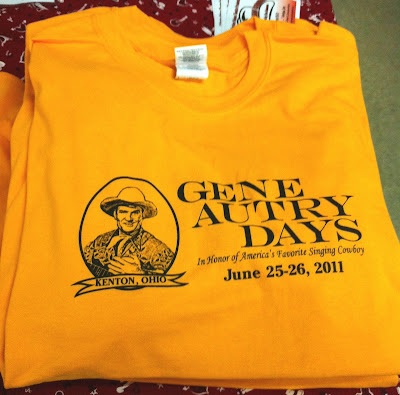 GENE
AUTRY
DAYS
In Honor of America's Favorite Singing Cowboy
June 25-26, 2011
KENTON, OHIO